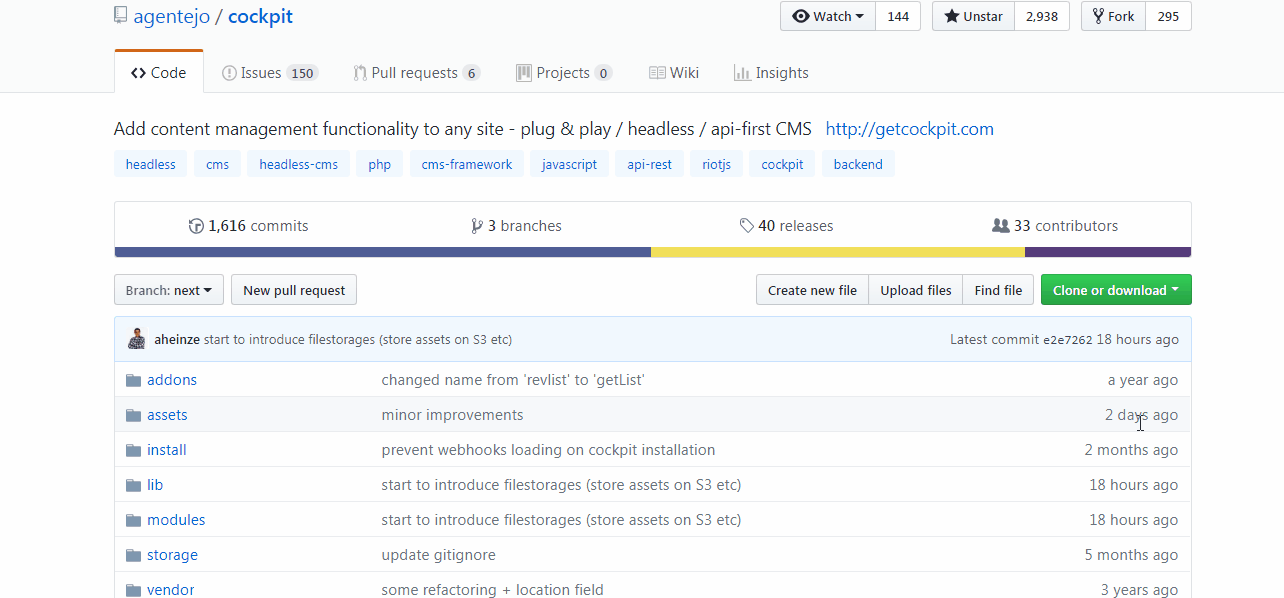 agentejo / cockpit
Watch 144 Unstar 2,938 Fork 295
Code Issues 150 Pull requests 6 Projects 0 Wiki Insights
Add content management functionality to any site - plug & play / headless / api-first CMS http://getcockpit.com
headless cms headless-cms php cms-framework javascript api-rest riotjs cockpit backend
1,616 commits 3 branches 40 releases 33 contributors
Branch: next New pull request Create new file Upload files Find file Clone or download
aheinze start to introduce filestorages (store assets on S3 etc) Latest commit e2e7262 18 hours ago
addons changed name from 'revlist' to 'getList' a year ago
assets minor improvements 2 days ago
install prevent webhooks loading on cockpit installation 2 months ago
lib start to introduce filestorages (store assets on S3 etc) 18 hours ago
modules start to introduce filestorages (store assets on S3 etc) 18 hours ago
storage update gitignore 5 months ago
vendor some refactoring + location field 3 years ago